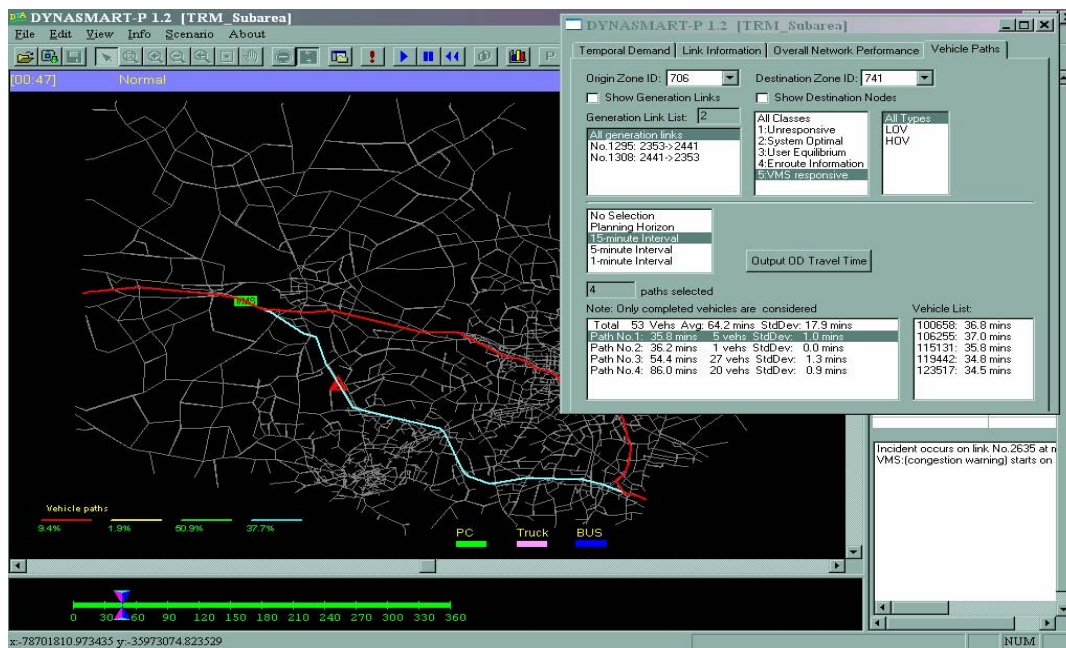 DYNASMART-P 1.2 [TRM_Subarea]
File Edit View Info Scenario About
[00:47] Normal
VMS
Vehicle paths
9.4% 1.9% 50.9% 37.7%
PC Truck BUS
0 30 60 90 120 150 180 210 240 270 300 330 360
x:-78701810.973435 y:-35973074.823529
NUM
DYNASMART-P 1.2 [TRM_Subarea]
Temporal Demand Link Information Overall Network Performance Vehicle Paths
Origin Zone ID: 706 Destination Zone ID: 741
Show Generation Links Show Destination Nodes
Generation Link List: 2
All generation links
No.1295: 2353->2441
No.1308: 2441->2353
All Classes
1:Unresponsive
2:System Optimal
3:User Equilibrium
4:Enroute Information
5:VMS responsive
All Types
LOV
HOV
No Selection
Planning Horizon
15-minute Interval
5-minute Interval
1-minute Interval
Output OD Travel Time
4 paths selected
Note: Only completed vehicles are considered
Total 53 Vehs Avg: 64.2 mins StdDev: 17.9 mins
Path No.1: 35.8 mins 5 vehs StdDev: 1.0 mins
Path No.2: 36.2 mins 1 vehs StdDev: 0.0 mins
Path No.3: 54.4 mins 27 vehs StdDev: 1.3 mins
Path No.4: 86.0 mins 20 vehs StdDev: 0.9 mins
Vehicle List:
100658: 36.8 mins
106255: 37.0 mins
115131: 35.8 mins
119442: 34.8 mins
123517: 34.5 mins
Incident occurs on link No.2635 at
VMS:(congestion warning) starts on